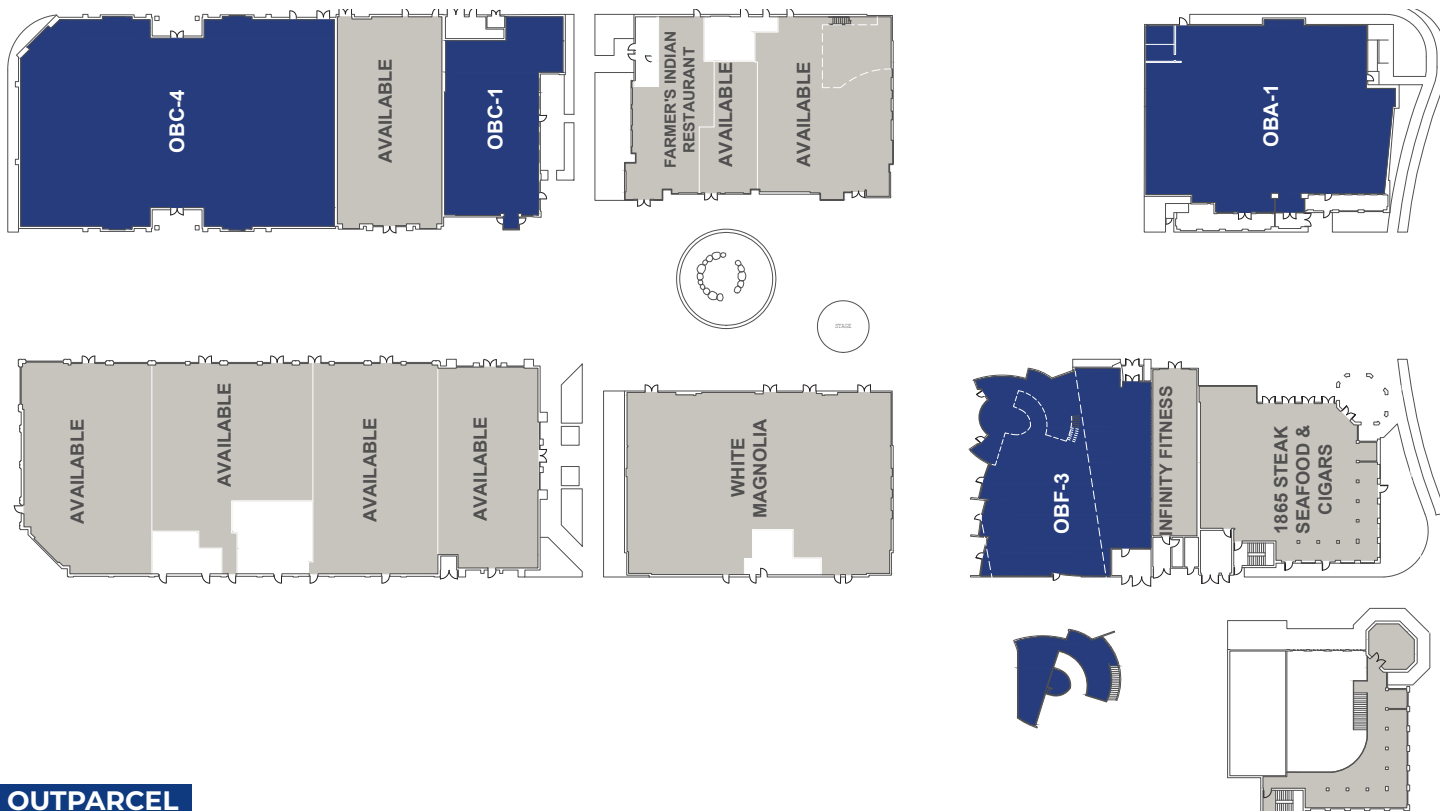 OBC-4
AVAILABLE
OBC-1
FARMER'S INDIAN
RESTAURANT
AVAILABLE
AVAILABLE
OBA-1
STAGE
AVAILABLE
AVAILABLE
AVAILABLE
AVAILABLE
WHITE
MAGNOLIA
OBF-3
INFINITY FITNESS
1865 STEAK
SEAFOOD &
CIGARS
OUTPARCEL